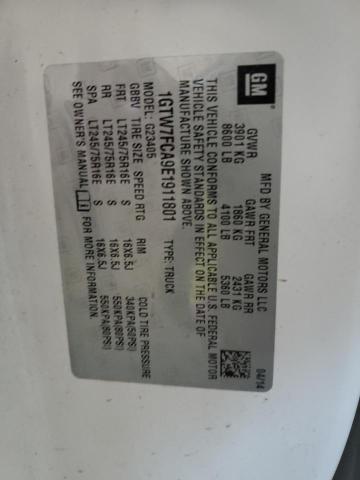 GM
MFD BY GENERAL MOTORS LLC
04/14
GVWR GAWR FRT GAWR RR
3901 KG 1860 KG 2431 KG
8600 LB 4100 LB 5360 LB
THIS VEHICLE CONFORMS TO ALL APPLICABLE U.S. FEDERAL MOTOR
VEHICLE SAFETY STANDARDS IN EFFECT ON THE DATE OF
MANUFACTURE SHOWN ABOVE.
1GTW7FCA9E1911801 TYPE: TRUCK
MODEL: G23405
GBBV TIRE SIZE SPEED RTG RIM COLD TIRE PRESSURE
FRT LT245/75R16E S 16X6.5J 340KPA(50PSI)
RR LT245/75R16E S 16X6.5J 550KPA(80PSI)
SPA LT245/75R16E S 16X6.5J 550KPA(80PSI)
SEE OWNER'S MANUAL FOR MORE INFORMATION.